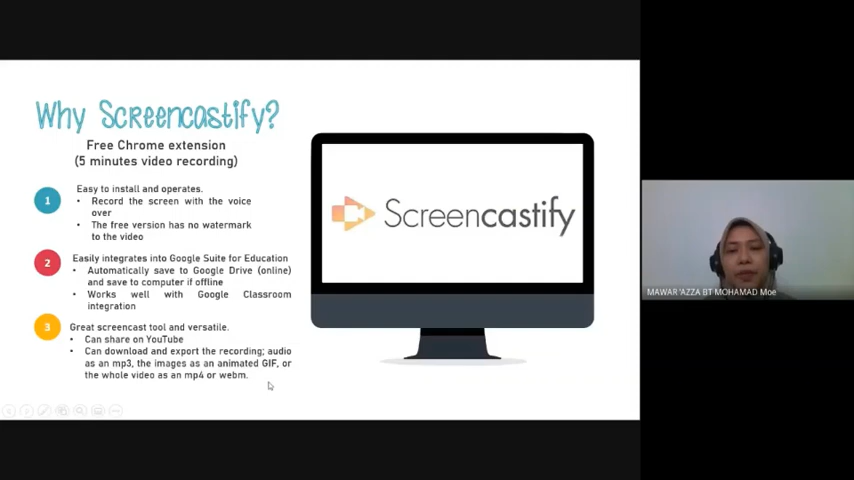 Why Screencastify?
Free Chrome extension
(5 minutes video recording)
1
Easy to install and operates.
• Record the screen with the voice
over
• The free version has no watermark
to the video
2
Easily integrates into Google Suite for Education
• Automatically save to Google Drive (online)
and save to computer if offline
• Works well with Google Classroom
integration
3
Great screencast tool and versatile.
• Can share on YouTube
• Can download and export the recording; audio
as an mp3, the images as an animated GIF, or
the whole video as an mp4 or webm.
Screencastify
MAWAR 'AZZA BT MOHAMAD Moe